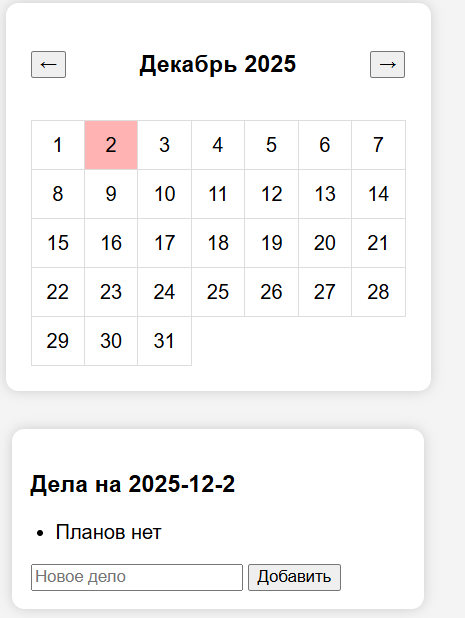 ← Декабрь 2025 →
1 2 3 4 5 6 7
8 9 10 11 12 13 14
15 16 17 18 19 20 21
22 23 24 25 26 27 28
29 30 31
Дела на 2025-12-2
• Планов нет
Новое дело Добавить